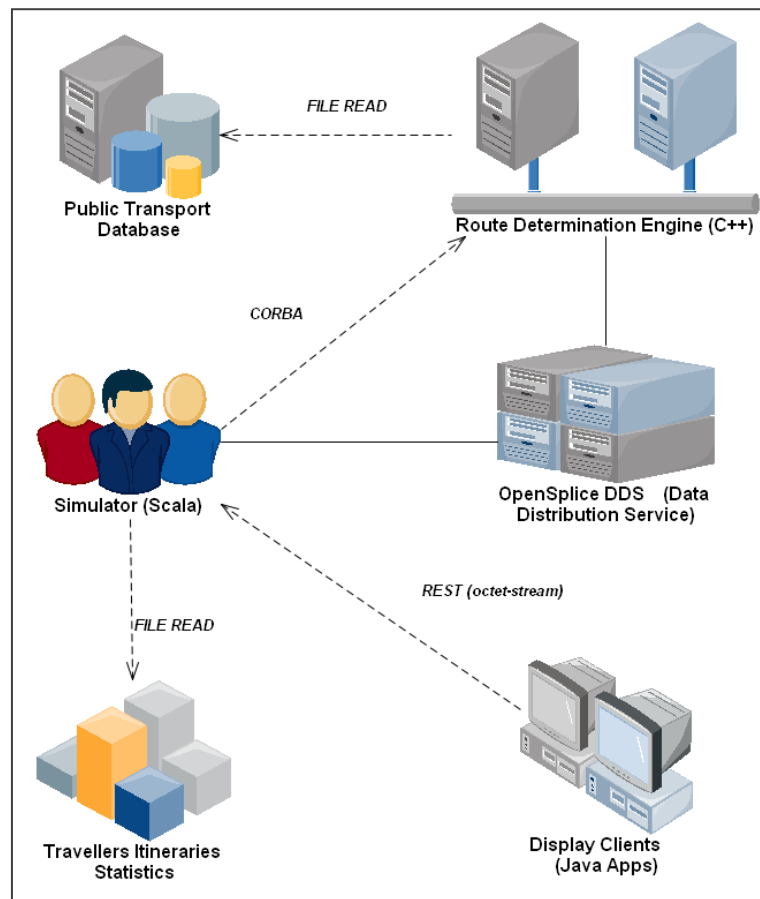 FILE READ
Public Transport
Database
Route Determination Engine (C++)
CORBA
Simulator (Scala)
OpenSplice DDS (Data
Distribution Service)
REST (octet-stream)
FILE READ
Travellers Itineraries
Statistics
Display Clients
(Java Apps)